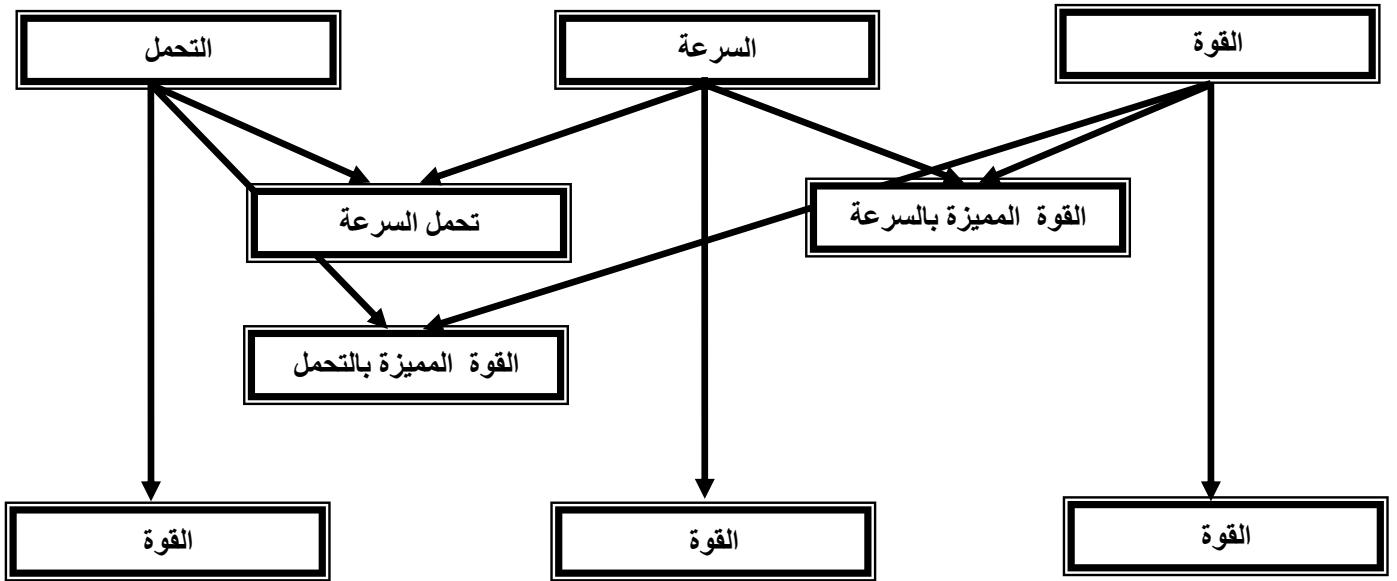 القوة
السرعة
التحمل
القوة المميزة بالسرعة
تحمل السرعة
القوة المميزة بالتحمل
القوة
القوة
القوة